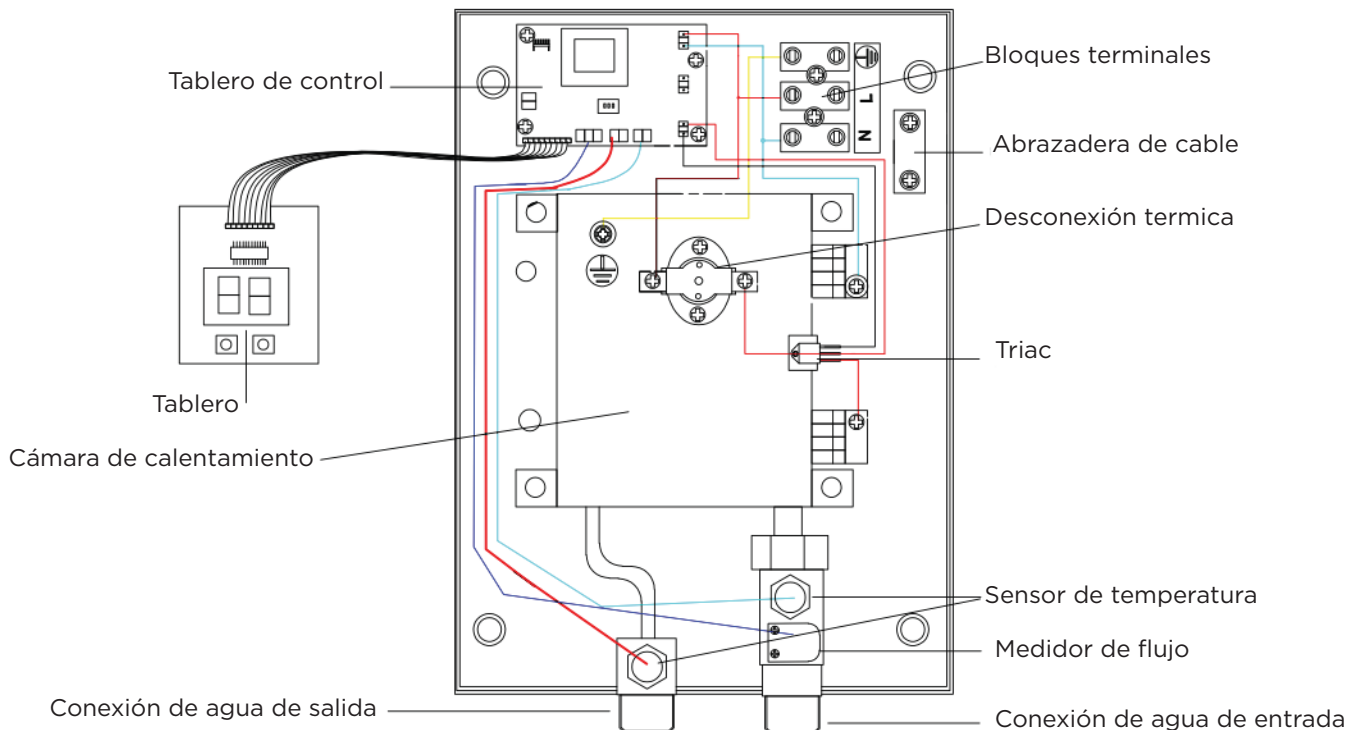 Tablero de control
Bloques terminales
L
N
Abrazadera de cable
Desconexión termica
Triac
Tablero
Cámara de calentamiento
Sensor de temperatura
Medidor de flujo
Conexión de agua de salida
Conexión de agua de entrada